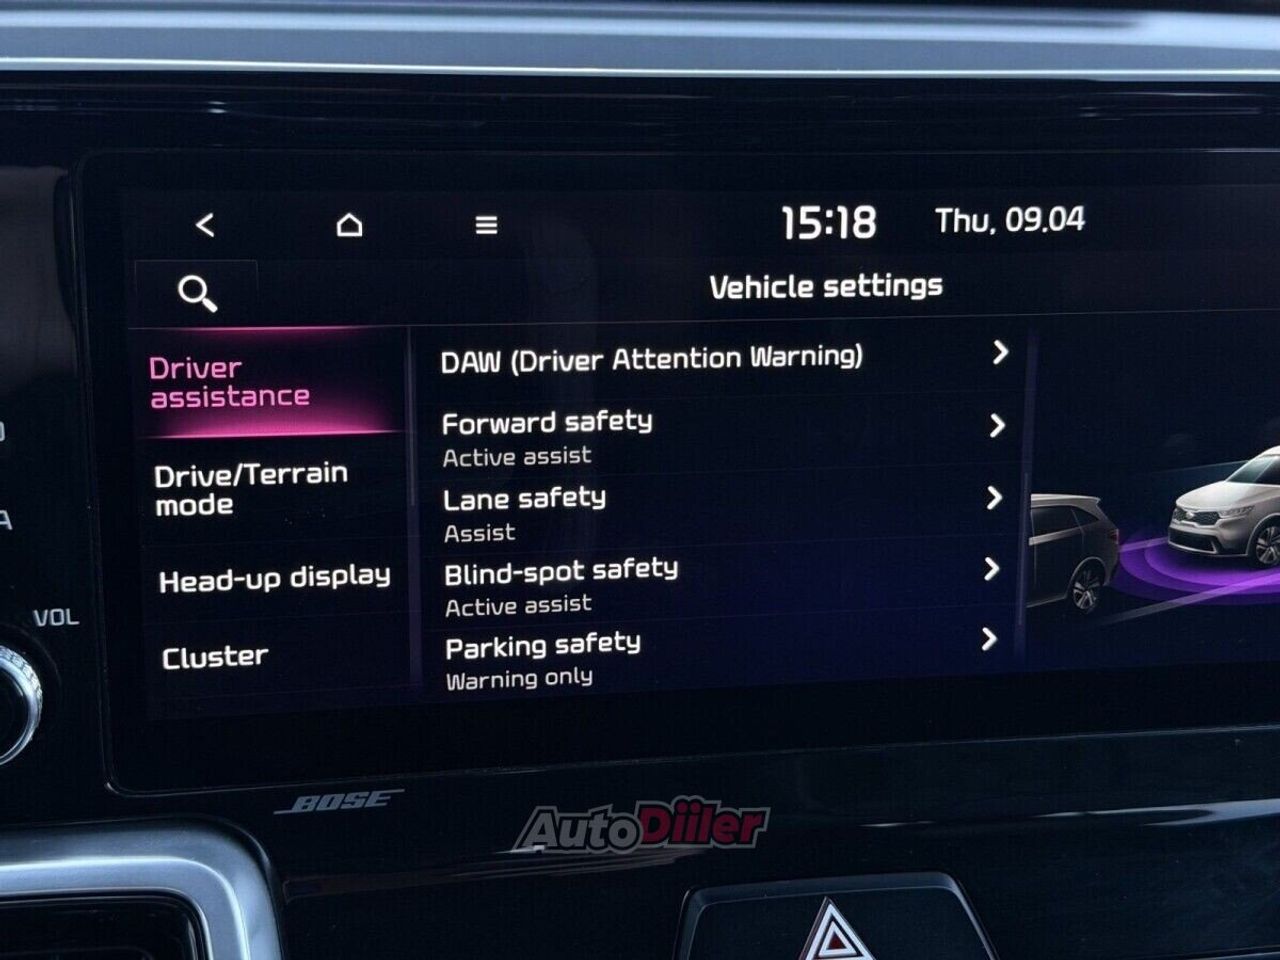 15:18
Thu, 09.04
Vehicle settings
Driver
assistance
Drive/Terrain
mode
Head-up display
Cluster
DAW (Driver Attention Warning)
Forward safety
Active assist
Lane safety
Assist
Blind-spot safety
Active assist
Parking safety
Warning only
VOL
BOSE
AutoDiiler